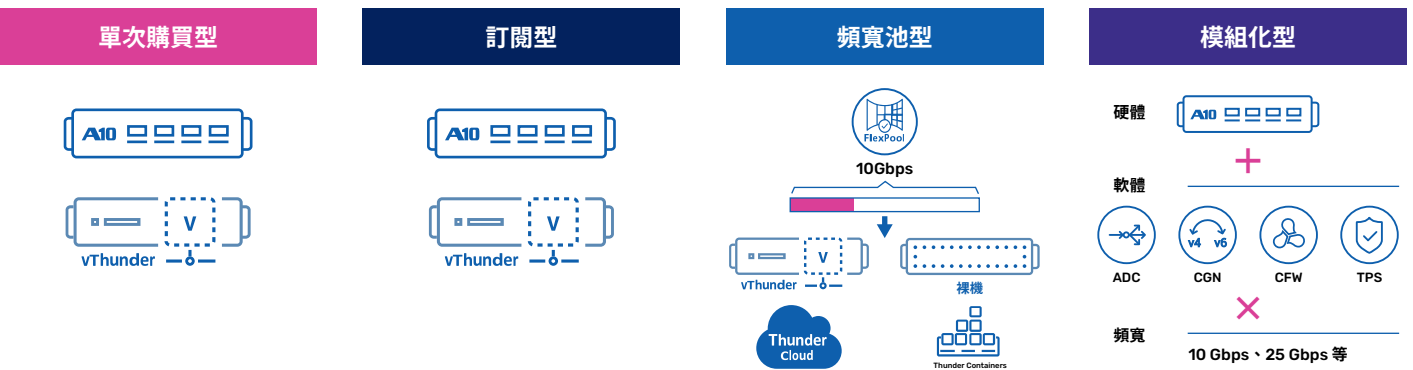 單次購買型
A10
V
vThunder
訂閱型
A10
V
vThunder
頻寬池型
FlexPool
10Gbps
V
vThunder
裸機
Thunder
Cloud
Thunder Containers
模組化型
硬體
A10
+
軟體
v4 v6
ADC
CGN
CFW
TPS
×
頻寬
10 Gbps、25 Gbps 等